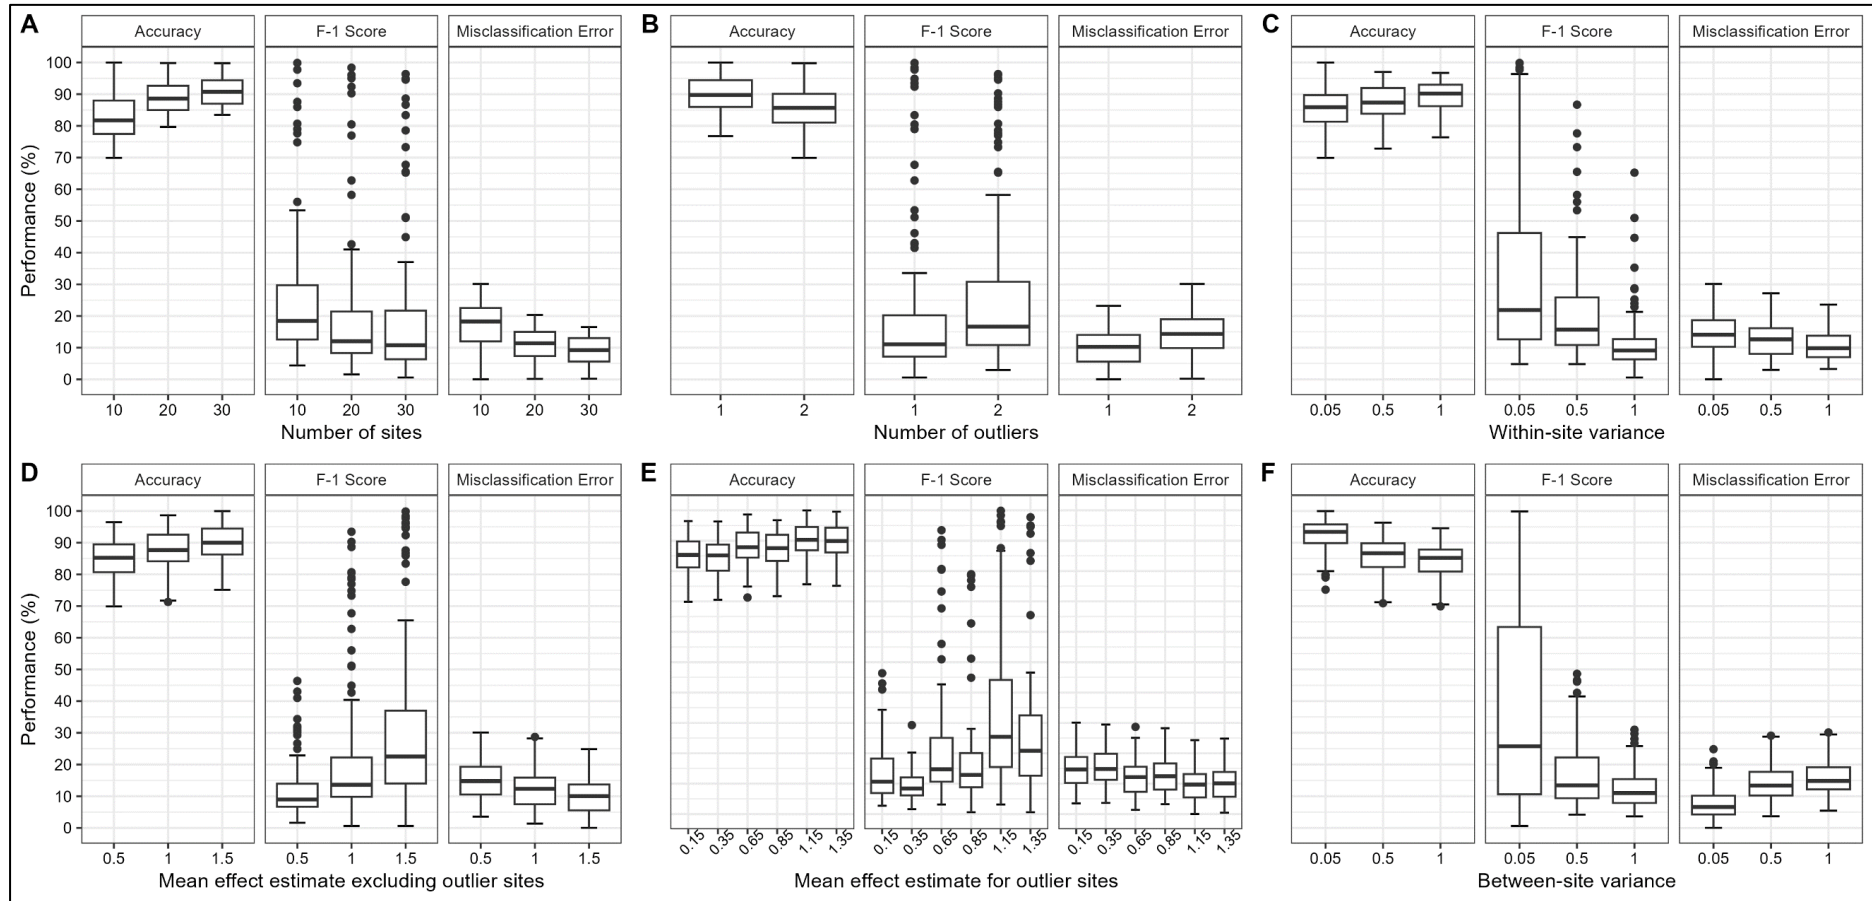 A
Accuracy
F-1 Score
Misclassification Error
Performance (%)
100
90
80
70
60
50
40
30
20
10
0
10 20 30
10 20 30
10 20 30
Number of sites
B
Accuracy
F-1 Score
Misclassification Error
1 2
1 2
1 2
Number of outliers
C
Accuracy
F-1 Score
Misclassification Error
0.05 0.5 1
0.05 0.5 1
0.05 0.5 1
Within-site variance
D
Accuracy
F-1 Score
Misclassification Error
Performance (%)
100
90
80
70
60
50
40
30
20
10
0
0.5 1 1.5
0.5 1 1.5
0.5 1 1.5
Mean effect estimate excluding outlier sites
E
Accuracy
F-1 Score
Misclassification Error
0.15 0.35 0.65 0.85 1.15 1.35
0.15 0.35 0.65 0.85 1.15 1.35
0.15 0.35 0.65 0.85 1.15 1.35
Mean effect estimate for outlier sites
F
Accuracy
F-1 Score
Misclassification Error
0.05 0.5 1
0.05 0.5 1
0.05 0.5 1
Between-site variance